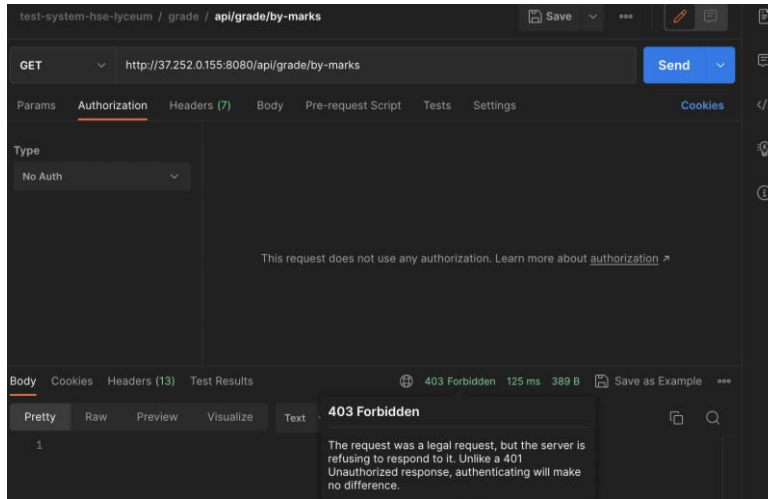 test-system-hse-lyceum / grade / api/grade/by-marks Save
GET http://37.252.0.155:8080/api/grade/by-marks Send
Params Authorization Headers (7) Body Pre-request Script Tests Settings Cookies
Type
No Auth
This request does not use any authorization. Learn more about authorization ↗
Body Cookies Headers (13) Test Results 403 Forbidden 125 ms 389 B Save as Example
Pretty Raw Preview Visualize Text
403 Forbidden
The request was a legal request, but the server is
refusing to respond to it. Unlike a 401
Unauthorized response, authenticating will make
no difference.
1